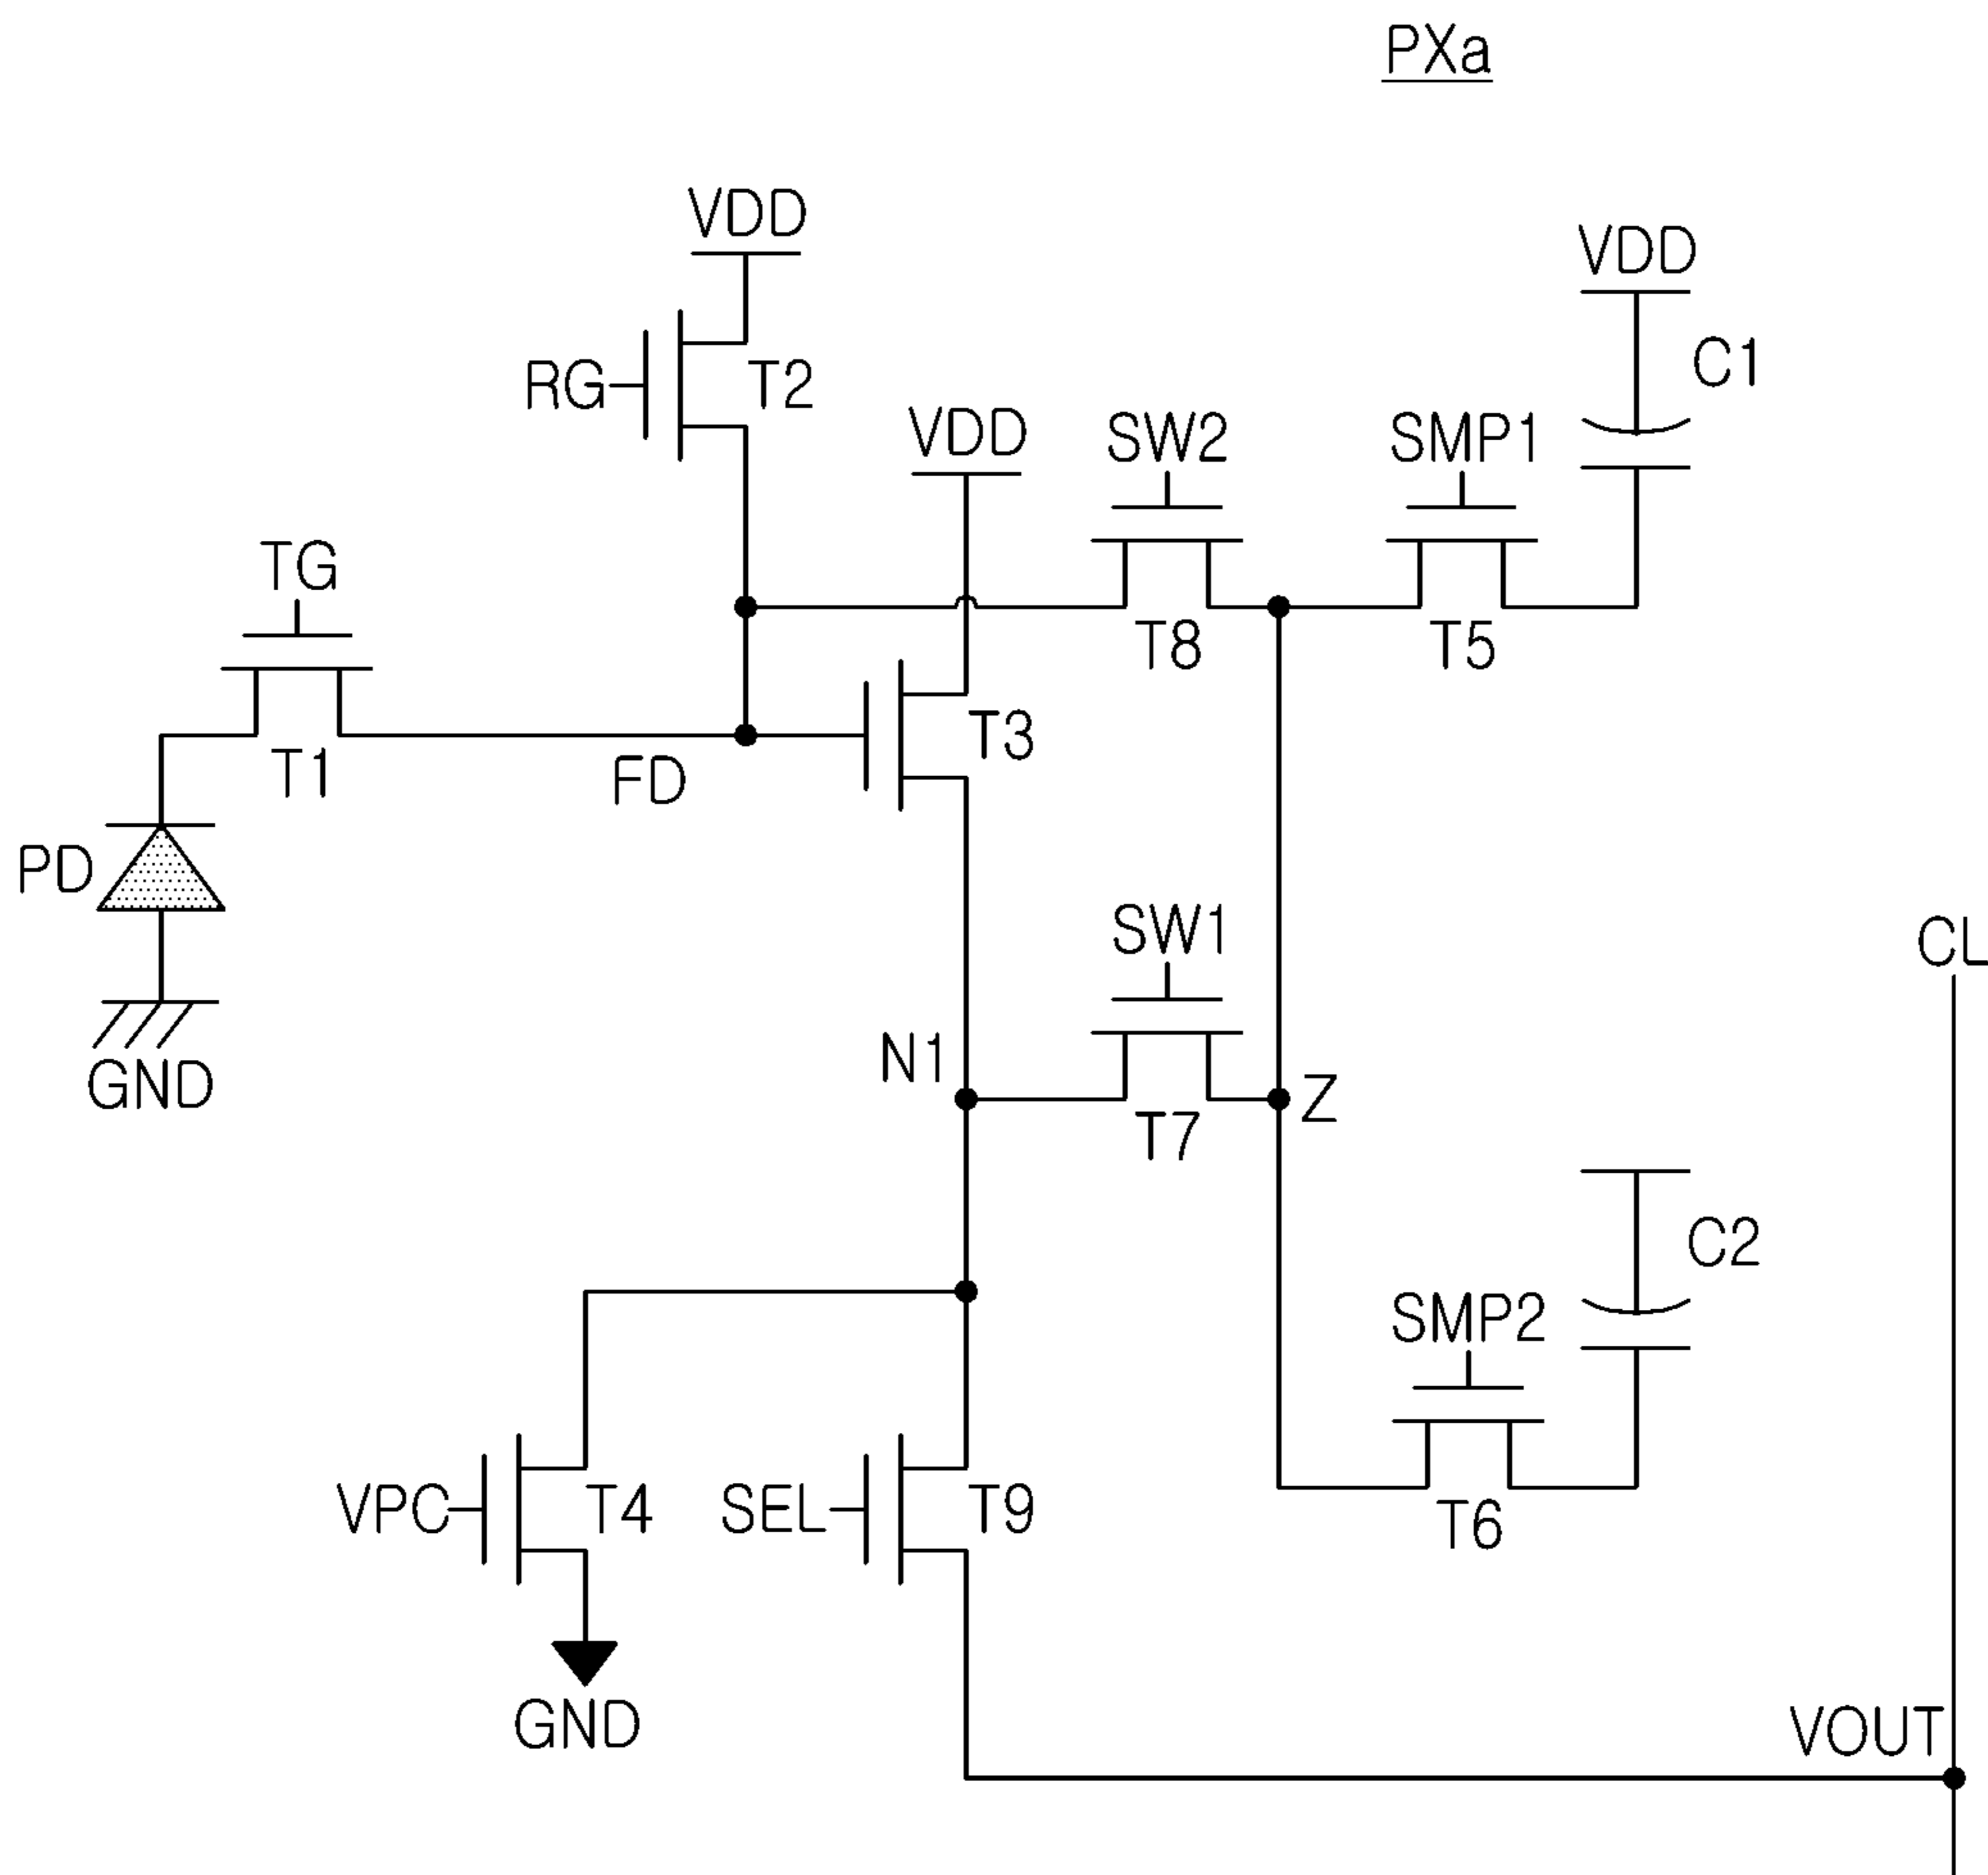 PXa
VDD
VDD
RG
T2
C1
VDD
SW2
SMP1
TG
T8
T5
T1
FD
T3
PD
SW1
CL
GND
N1
Z
T7
C2
SMP2
VPC
T4
SEL
T9
T6
GND
VOUT